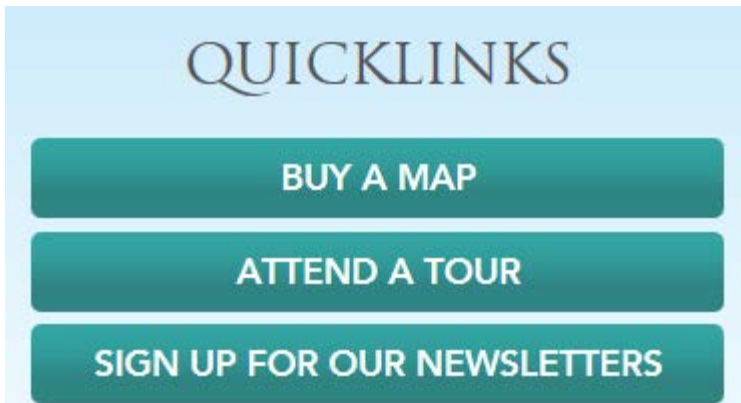 QUICKLINKS
BUY A MAP
ATTEND A TOUR
SIGN UP FOR OUR NEWSLETTERS